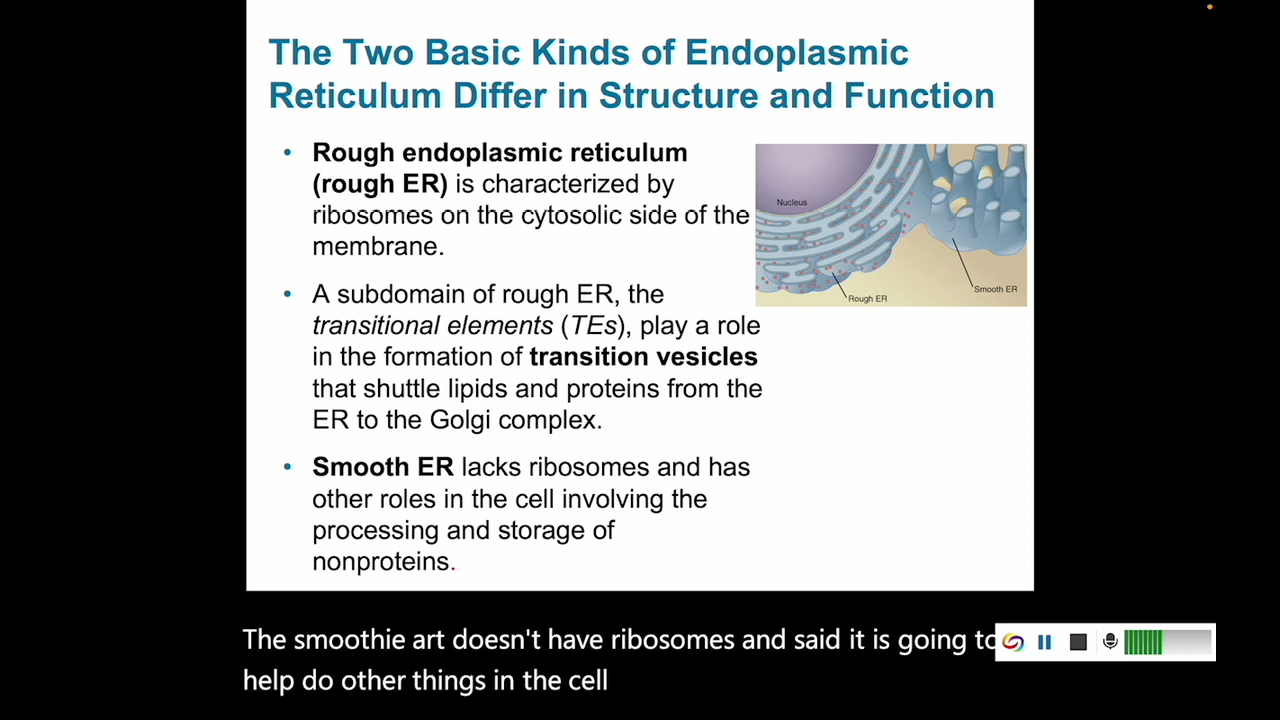 The Two Basic Kinds of Endoplasmic
Reticulum Differ in Structure and Function
• Rough endoplasmic reticulum
(rough ER) is characterized by
ribosomes on the cytosolic side of the
membrane.
• A subdomain of rough ER, the
transitional elements (TEs), play a role
in the formation of transition vesicles
that shuttle lipids and proteins from the
ER to the Golgi complex.
• Smooth ER lacks ribosomes and has
other roles in the cell involving the
processing and storage of
nonproteins.
Nucleus
Smooth ER
Rough ER
The smoothie art doesn't have ribosomes and said it is going to
help do other things in the cell